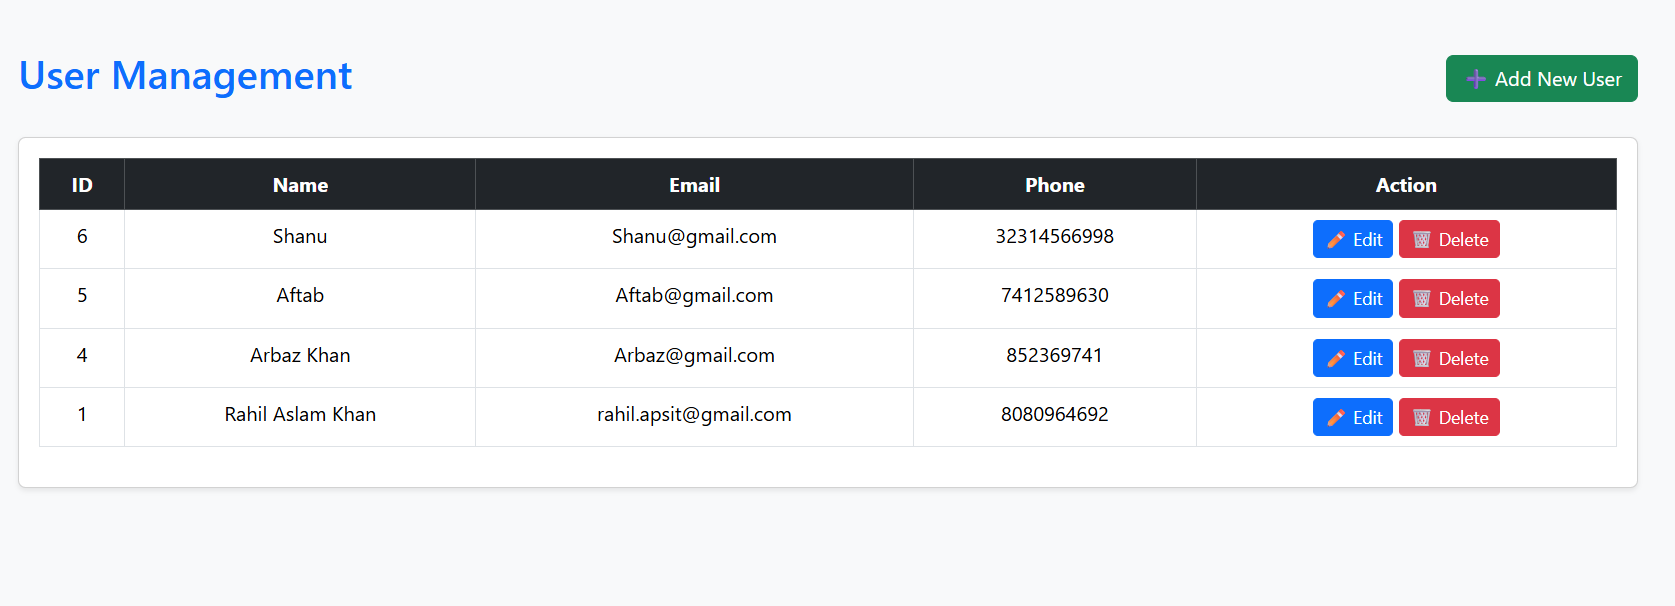 User Management
➕ Add New User
ID Name Email Phone Action
6 Shanu Shanu@gmail.com 32314566998 Edit Delete
5 Aftab Aftab@gmail.com 7412589630 Edit Delete
4 Arbaz Khan Arbaz@gmail.com 852369741 Edit Delete
1 Rahil Aslam Khan rahil.apsit@gmail.com 8080964692 Edit Delete